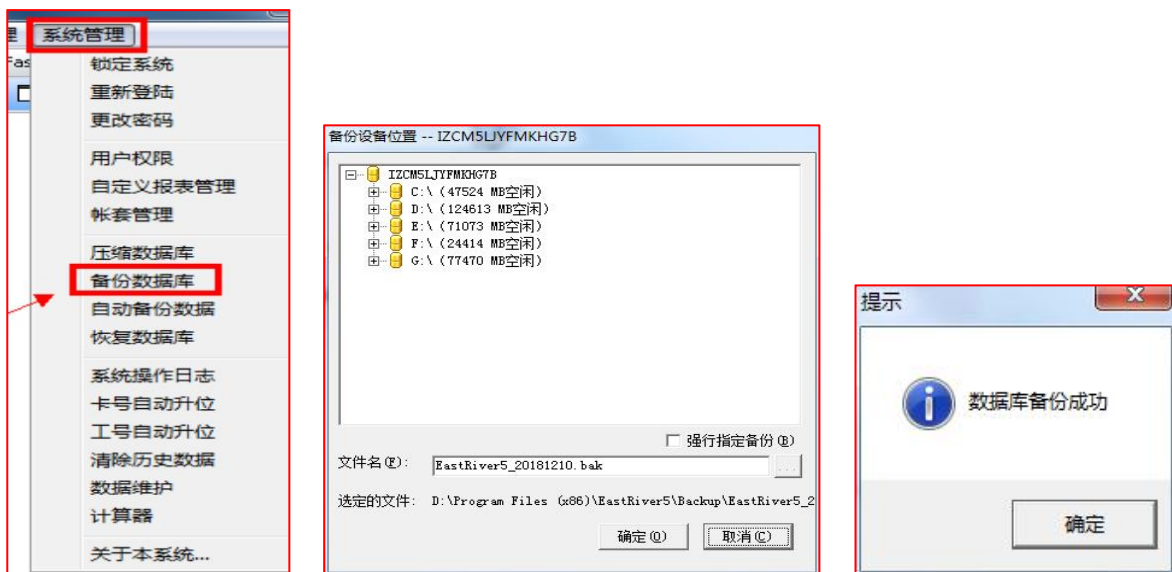 系统管理
Fas
锁定系统
重新登陆
更改密码
用户权限
自定义报表管理
帐套管理
压缩数据库
备份数据库
自动备份数据
恢复数据库
系统操作日志
卡号自动升位
工号自动升位
清除历史数据
数据维护
计算器
关于本系统...
备份设备位置 -- IZCM5LJYFMKHG7B
IZCM5LJYFMKHG7B
C:\ (47524 MB空闲)
D:\ (124613 MB空闲)
E:\ (71073 MB空闲)
F:\ (24414 MB空闲)
G:\ (77470 MB空闲)
强行指定备份(B)
文件名(F): EastRiver5_20181210.bak ...
选定的文件: D:\Program Files (x86)\EastRiver5\Backup\EastRiver5_2
确定(O) 取消(C)
提示
数据库备份成功
确定